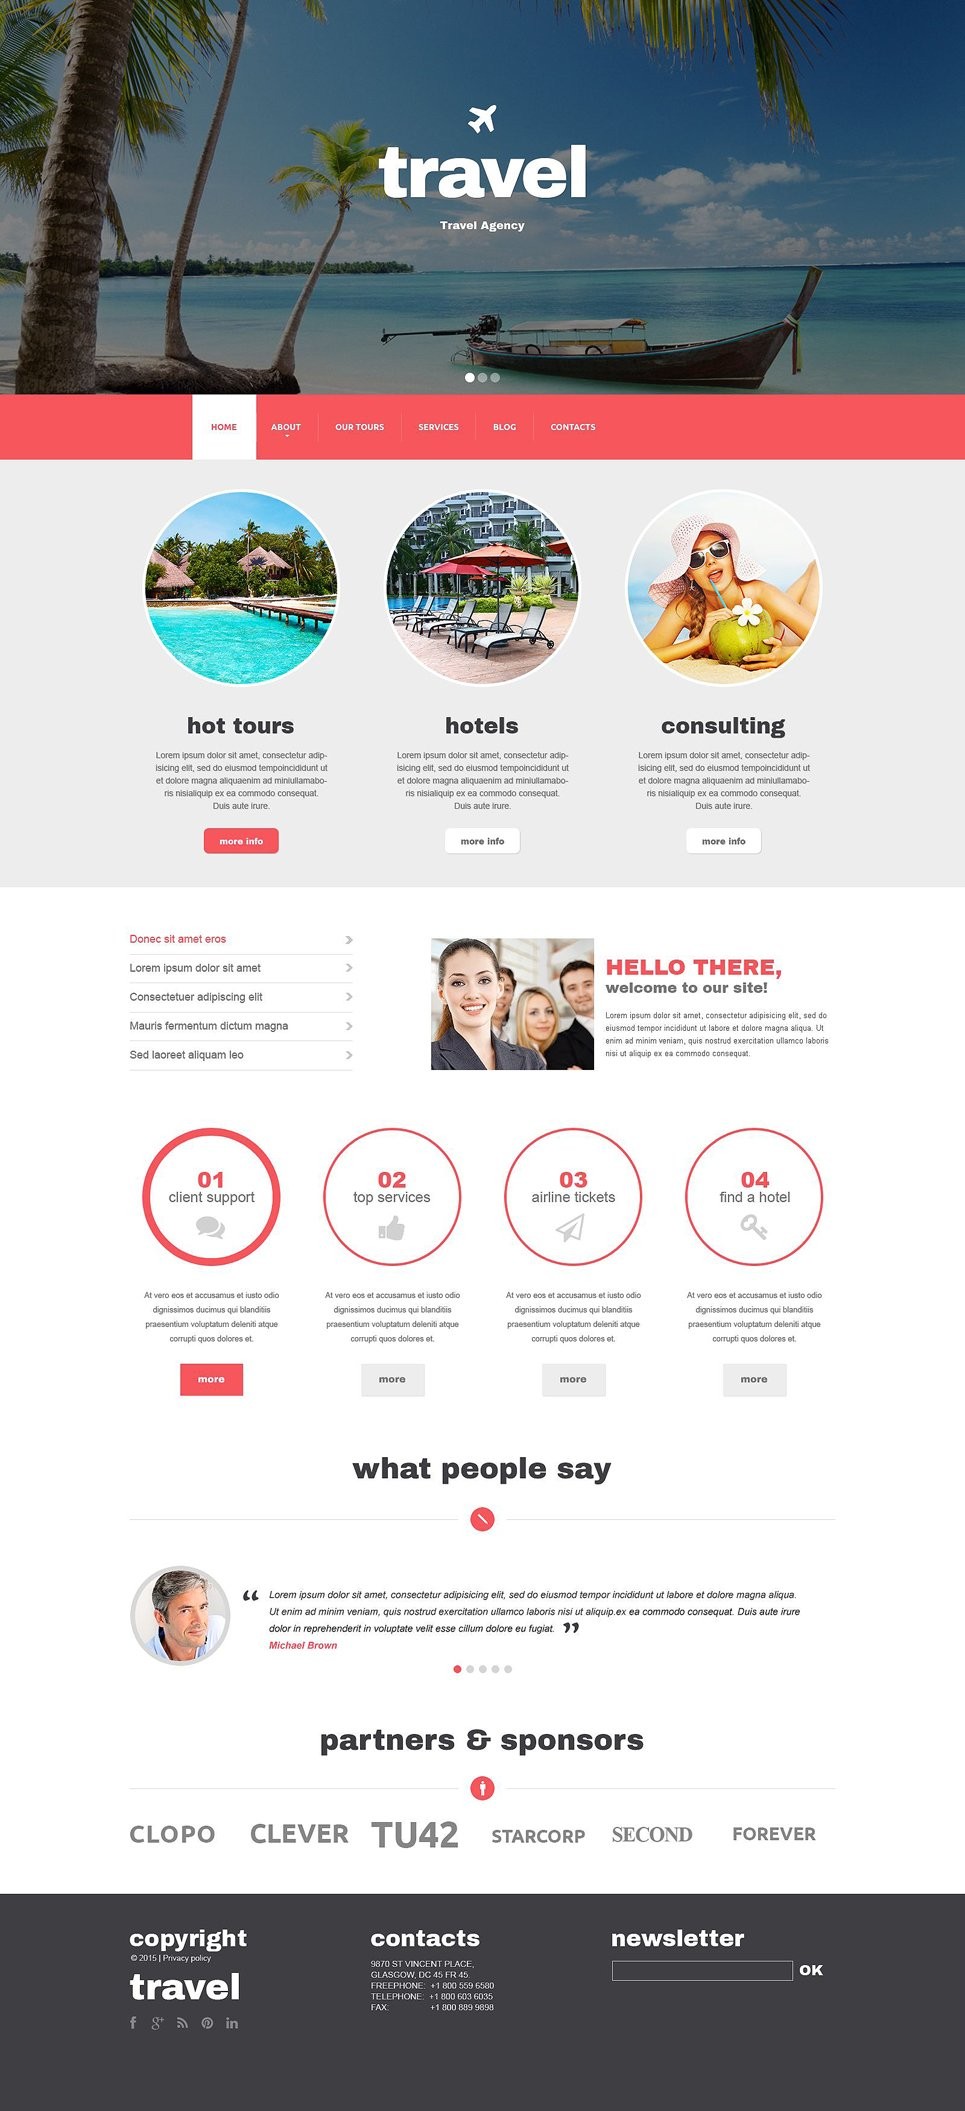 travel
Travel Agency
HOME ABOUT OUR TOURS SERVICES BLOG CONTACTS
hot tours
Lorem ipsum dolor sit amet, consectetur adip-
isicing elit, sed do eiusmod tempoincididunt ut
et dolore magna aliquaenim ad miniullamabo-
ris nisialiquip ex ea commodo consequat.
Duis aute irure.
more info
hotels
Lorem ipsum dolor sit amet, consectetur adip-
isicing elit, sed do eiusmod tempoincididunt ut
et dolore magna aliquaenim ad miniullamabo-
ris nisialiquip ex ea commodo consequat.
Duis aute irure.
more info
consulting
Lorem ipsum dolor sit amet, consectetur adip-
isicing elit, sed do eiusmod tempoincididunt ut
et dolore magna aliquaenim ad miniullamabo-
ris nisialiquip ex ea commodo consequat.
Duis aute irure.
more info
Donec sit amet eros
Lorem ipsum dolor sit amet
Consectetuer adipiscing elit
Mauris fermentum dictum magna
Sed laoreet aliquam leo
HELLO THERE,
welcome to our site!
Lorem ipsum dolor sit amet, consectetur adipisicing elit, sed do
eiusmod tempor incididunt ut labore et dolore magna aliqua. Ut
enim ad minim veniam, quis nostrud exercitation ullamco laboris
nisi ut aliquip ex ea commodo consequat.
01
client support
At vero eos et accusamus et iusto odio
dignissimos ducimus qui blanditiis
praesentium voluptatum deleniti atque
corrupti quos dolores et.
more
02
top services
At vero eos et accusamus et iusto odio
dignissimos ducimus qui blanditiis
praesentium voluptatum deleniti atque
corrupti quos dolores et.
more
03
airline tickets
At vero eos et accusamus et iusto odio
dignissimos ducimus qui blanditiis
praesentium voluptatum deleniti atque
corrupti quos dolores et.
more
04
find a hotel
At vero eos et accusamus et iusto odio
dignissimos ducimus qui blanditiis
praesentium voluptatum deleniti atque
corrupti quos dolores et.
more
what people say
“ Lorem ipsum dolor sit amet, consectetur adipisicing elit, sed do eiusmod tempor incididunt ut labore et dolore magna aliqua.
Ut enim ad minim veniam, quis nostrud exercitation ullamco laboris nisi ut aliquip.ex ea commodo consequat. Duis aute irure
dolor in reprehenderit in voluptate velit esse cillum dolore eu fugiat. ”
Michael Brown
partners & sponsors
CLOPO CLEVER TU42 STARCORP SECOND FOREVER
copyright
© 2015 | Privacy policy
travel
contacts
9870 ST VINCENT PLACE,
GLASGOW, DC 45 FR 45.
FREEPHONE: +1 800 559 6580
TELEPHONE: +1 800 603 6035
FAX: +1 800 889 9898
newsletter
OK